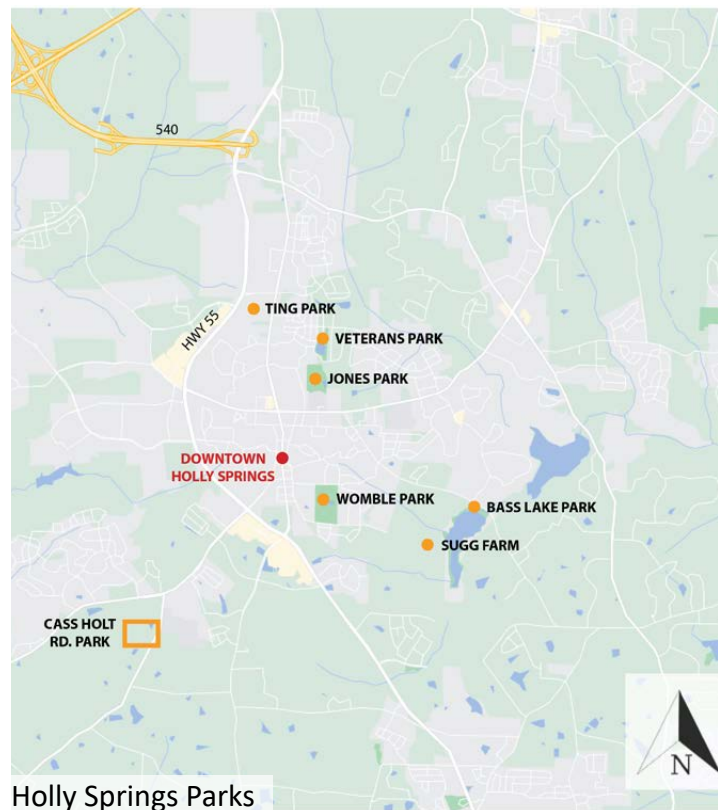 540
HWY 55
TING PARK
VETERANS PARK
JONES PARK
DOWNTOWN
HOLLY SPRINGS
WOMBLE PARK
BASS LAKE PARK
SUGG FARM
CASS HOLT
RD. PARK
N
Holly Springs Parks